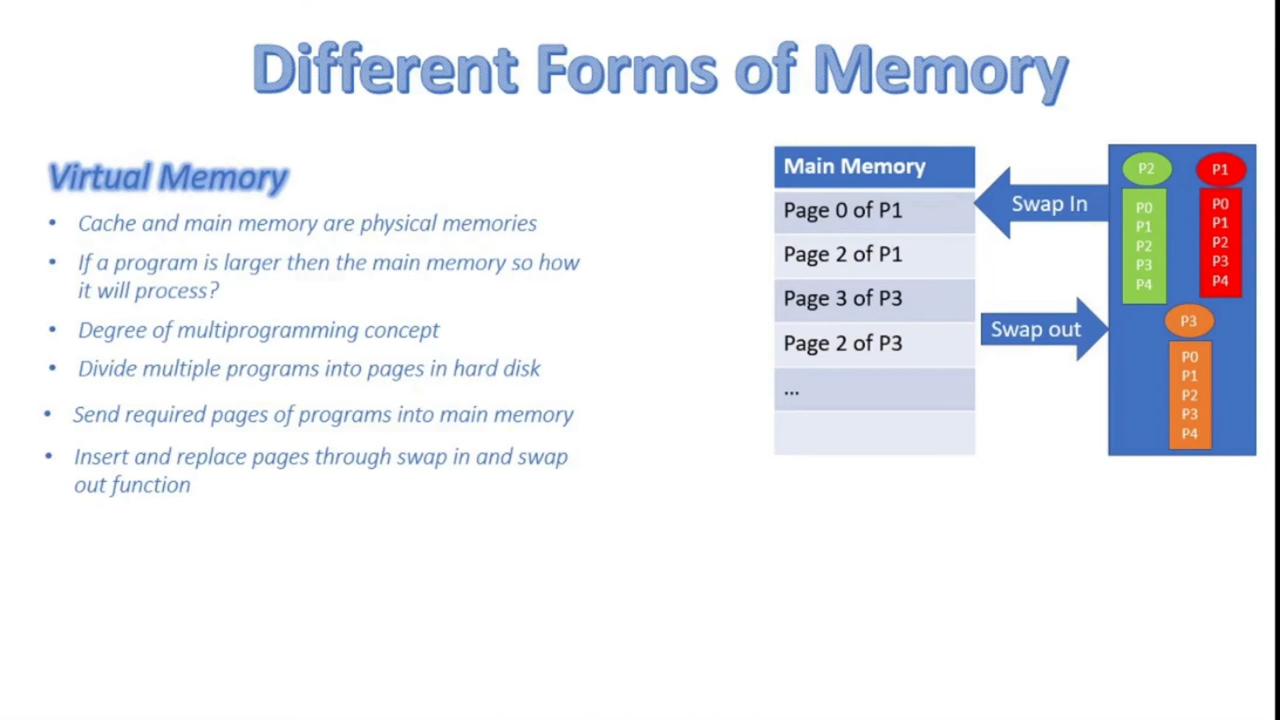 Different Forms of Memory
Virtual Memory
• Cache and main memory are physical memories
• If a program is larger then the main memory so how
it will process?
• Degree of multiprogramming concept
• Divide multiple programs into pages in hard disk
• Send required pages of programs into main memory
• Insert and replace pages through swap in and swap
out function
Main Memory
Page 0 of P1
Page 2 of P1
Page 3 of P3
Page 2 of P3
...
Swap In
Swap out
P2
P0
P1
P2
P3
P4
P1
P0
P1
P2
P3
P4
P3
P0
P1
P2
P3
P4